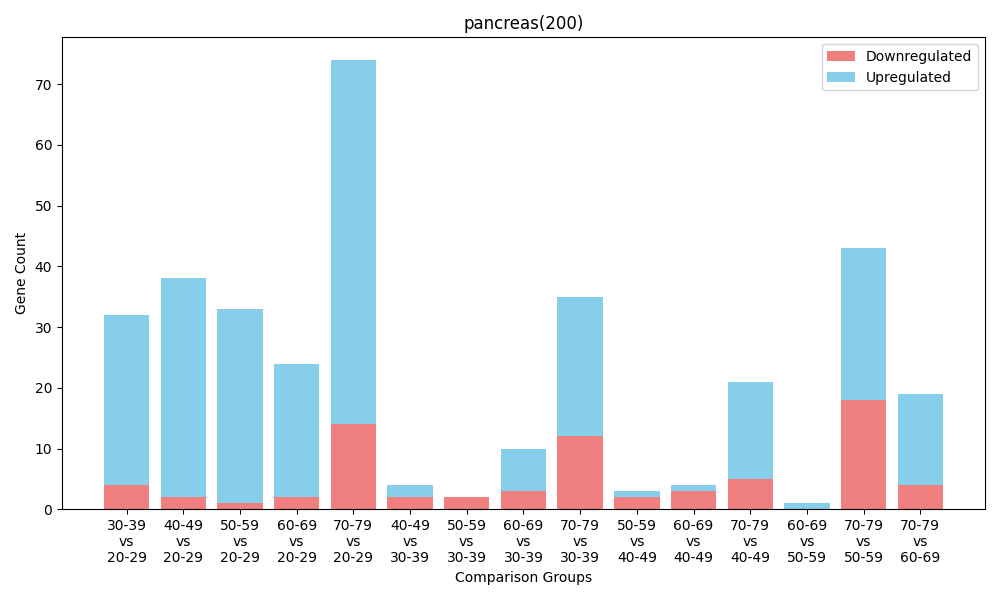 pancreas(200)
Downregulated
Upregulated
Gene Count
70
60
50
40
30
20
10
0
30-39
vs
20-29
40-49
vs
20-29
50-59
vs
20-29
60-69
vs
20-29
70-79
vs
20-29
40-49
vs
30-39
50-59
vs
30-39
60-69
vs
30-39
70-79
vs
30-39
50-59
vs
40-49
60-69
vs
40-49
70-79
vs
40-49
60-69
vs
50-59
70-79
vs
50-59
70-79
vs
60-69
Comparison Groups